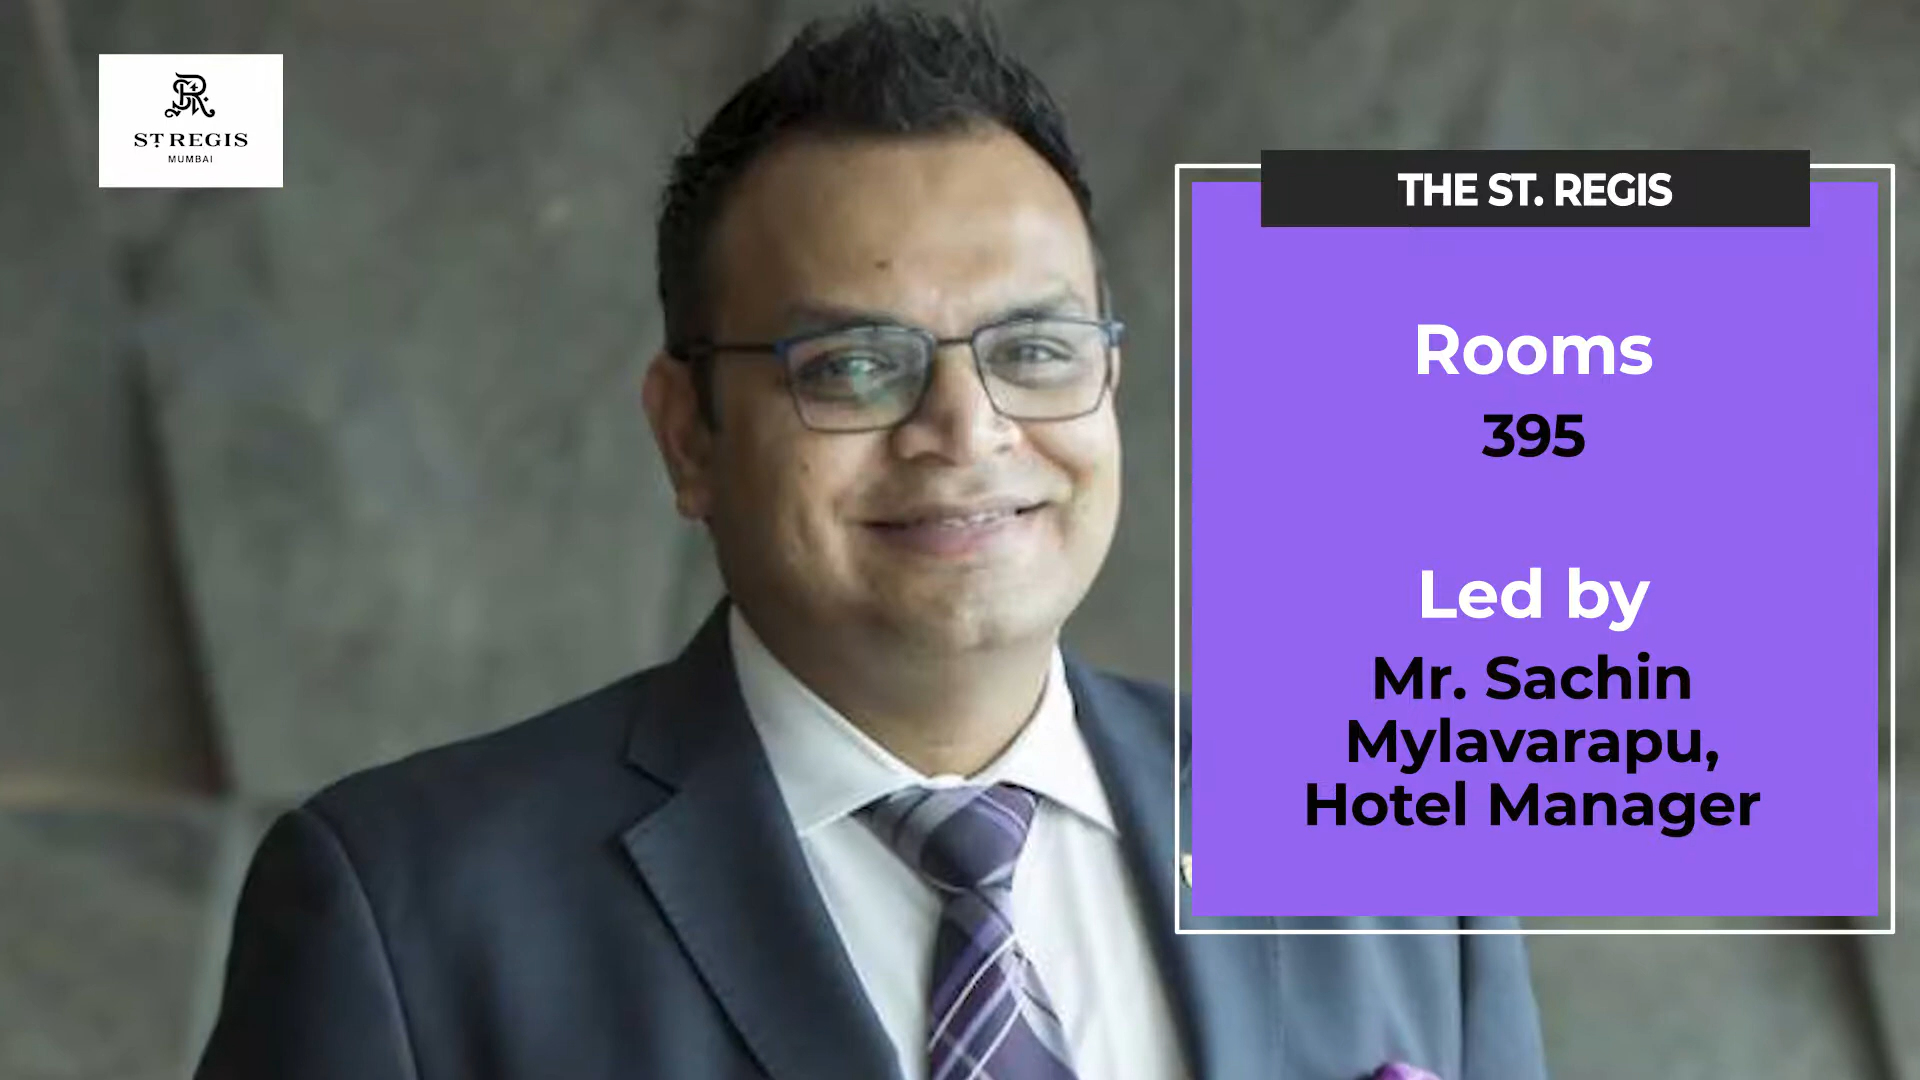 ST REGIS
MUMBAI
THE ST. REGIS
Rooms
395
Led by
Mr. Sachin
Mylavarapu,
Hotel Manager